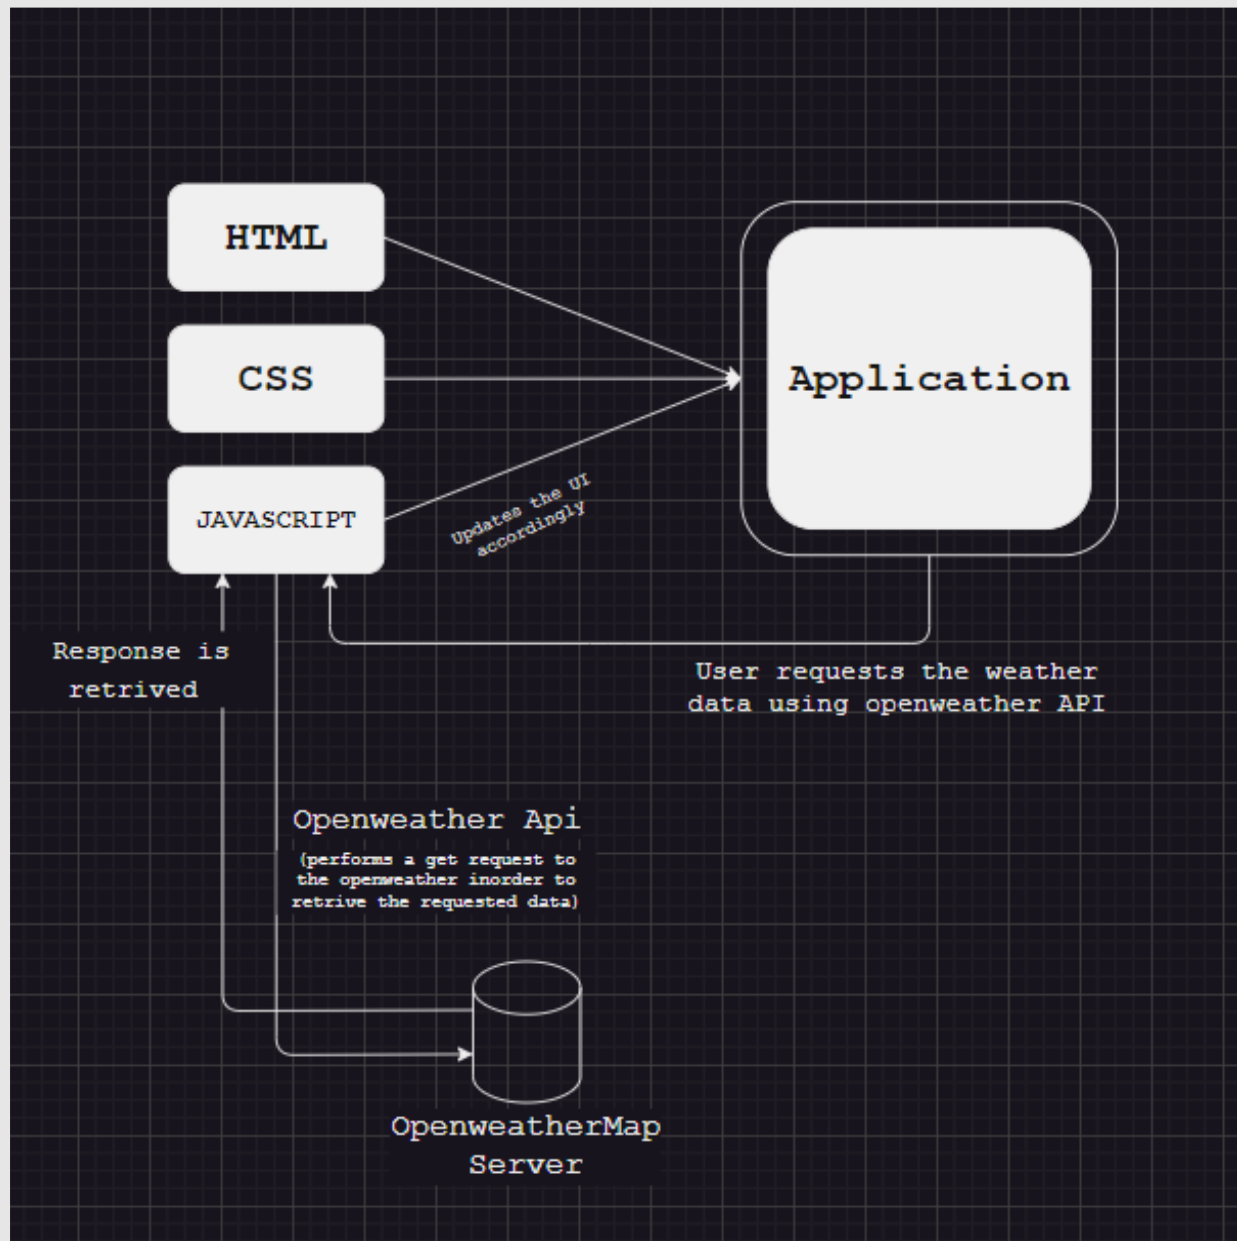 HTML
CSS
JAVASCRIPT
Application
Updates the UI
accordingly
Response is
retrived
User requests the weather
data using openweather API
Openweather Api
(performs a get request to
the openweather inorder to
retrive the requested data)
OpenweatherMap
Server